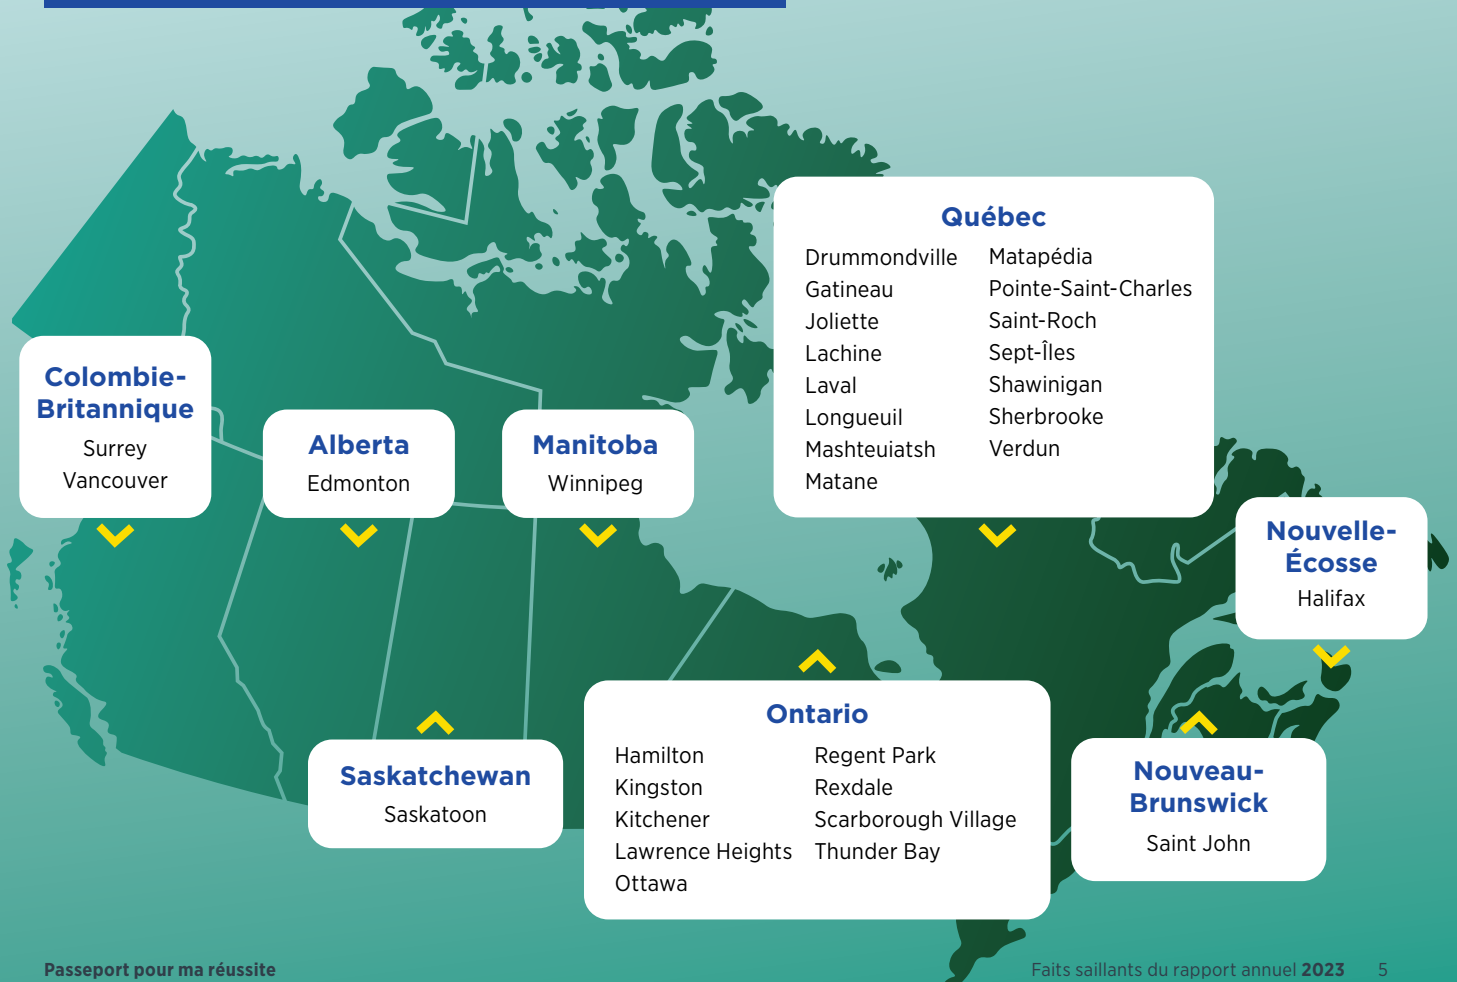 Québec
Drummondville
Gatineau
Joliette
Lachine
Laval
Longueuil
Mashteuiatsh
Matane
Matapédia
Pointe-Saint-Charles
Saint-Roch
Sept-Îles
Shawinigan
Sherbrooke
Verdun
Colombie-
Britannique
Surrey
Vancouver
Alberta
Edmonton
Manitoba
Winnipeg
Nouvelle-
Écosse
Halifax
Saskatchewan
Saskatoon
Ontario
Hamilton
Kingston
Kitchener
Lawrence Heights
Ottawa
Regent Park
Rexdale
Scarborough Village
Thunder Bay
Nouveau-
Brunswick
Saint John
Passeport pour ma réussite
Faits saillants du rapport annuel 2023 5